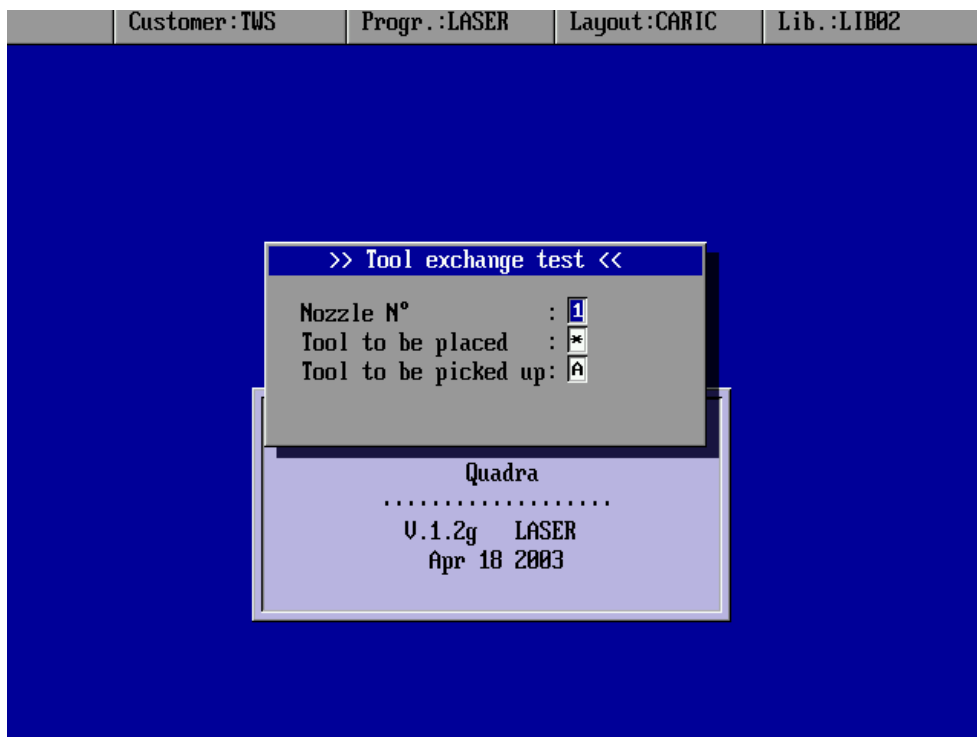 Customer:TWS Progr.:LASER Layout:CARIC Lib.:LIB02
>> Tool exchange test <<
Nozzle N° : 1
Tool to be placed : *
Tool to be picked up: A
Quadra
...................
V.1.2g LASER
Apr 18 2003